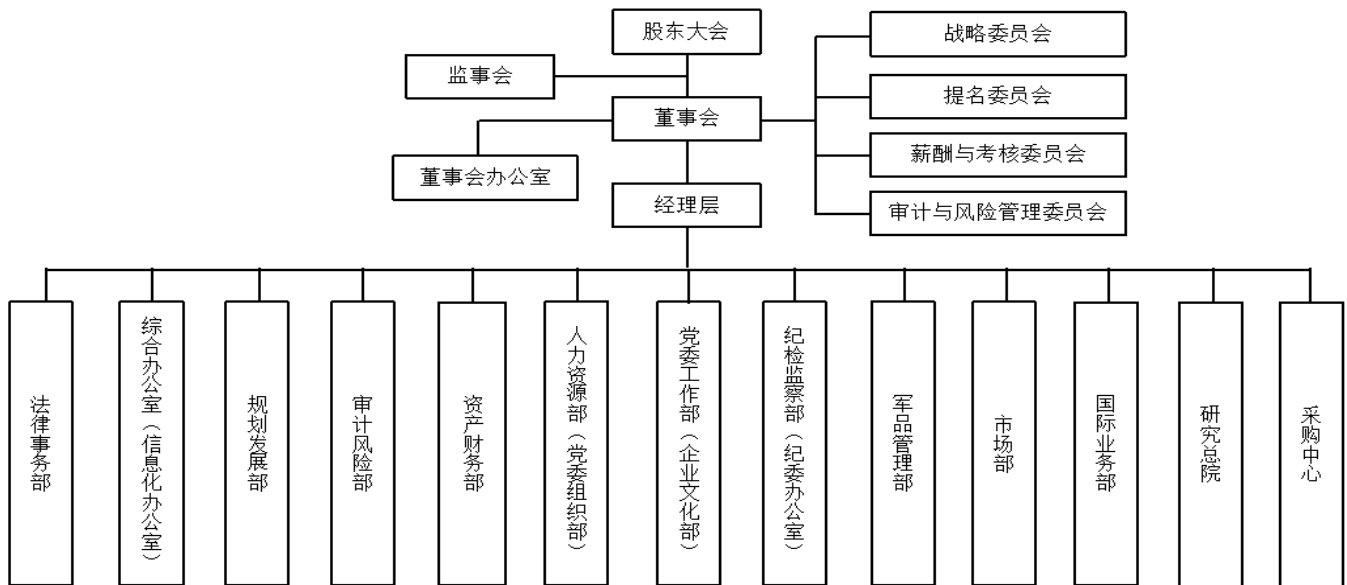 股东大会
战略委员会
监事会
提名委员会
董事会
薪酬与考核委员会
董事会办公室
经理层
审计与风险管理委员会
法律事务部
综合办公室（信息化办公室）
规划发展部
审计风险部
资产财务部
人力资源部（党委组织部）
党委工作部（企业文化部）
纪检监察部（纪委办公室）
军品管理部
市场部
国际业务部
研究总院
采购中心